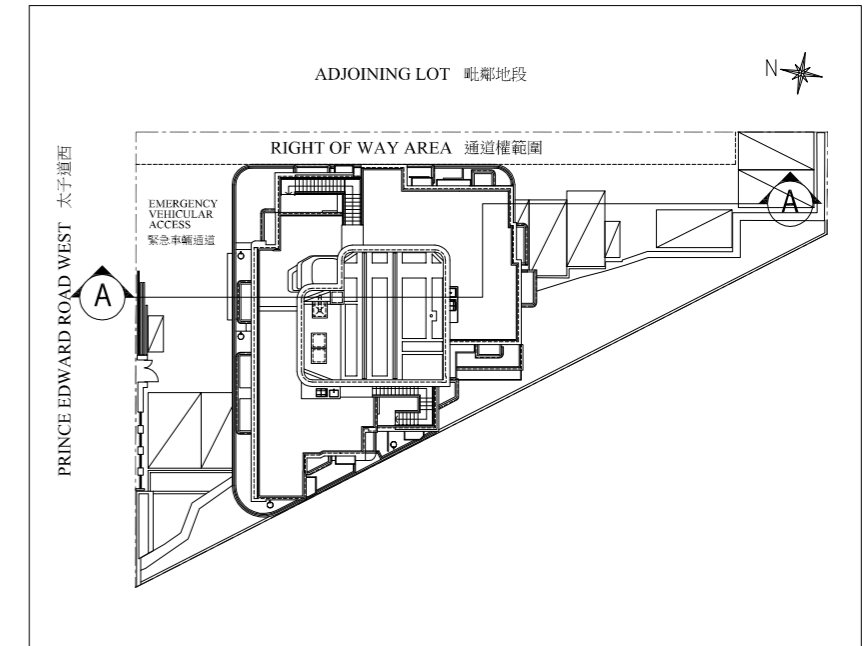 ADJOINING LOT 毗鄰地段
N
RIGHT OF WAY AREA 通道權範圍
PRINCE EDWARD ROAD WEST 太子道西
EMERGENCY
VEHICULAR
ACCESS
緊急車輛通道
A
A